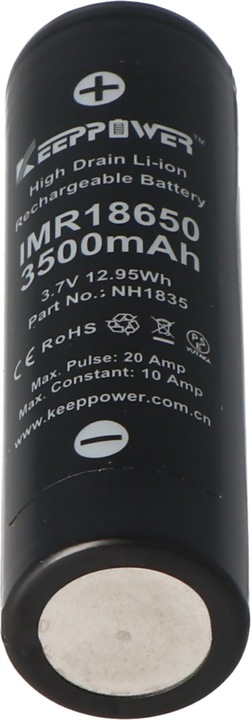 +
KEEPPOWER™
High Drain Li-ion
Rechargeable Battery
IMR18650
3500mAh
3.7V 12.95Wh
Part No.: NH1835
CE RoHS PS E
Max. Pulse: 20 Amp
Max. Constant: 10 Amp
www.keeppower.com.cn
−